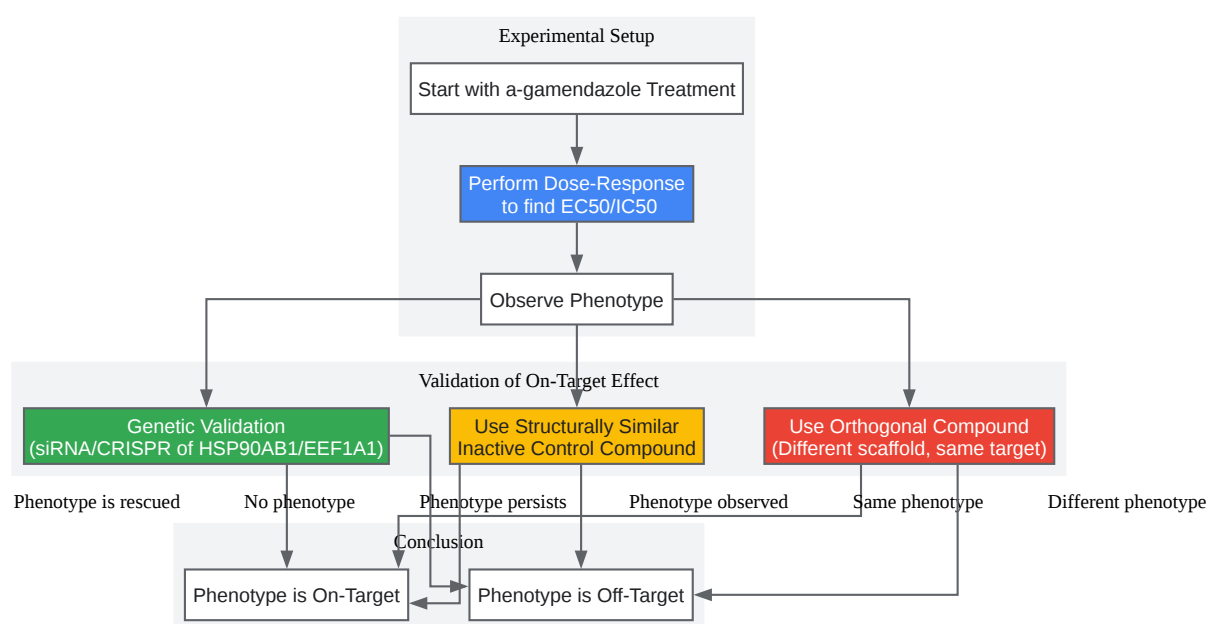 Experimental Setup
Start with a-gamendazole Treatment
Perform Dose-Response
to find EC50/IC50
Observe Phenotype
Validation of On-Target Effect
Genetic Validation
(siRNA/CRISPR of HSP90AB1/EEF1A1)
Use Structurally Similar
Inactive Control Compound
Use Orthogonal Compound
(Different scaffold, same target)
Phenotype is rescued
No phenotype
Phenotype persists
Phenotype observed
Same phenotype
Different phenotype
Conclusion
Phenotype is On-Target
Phenotype is Off-Target